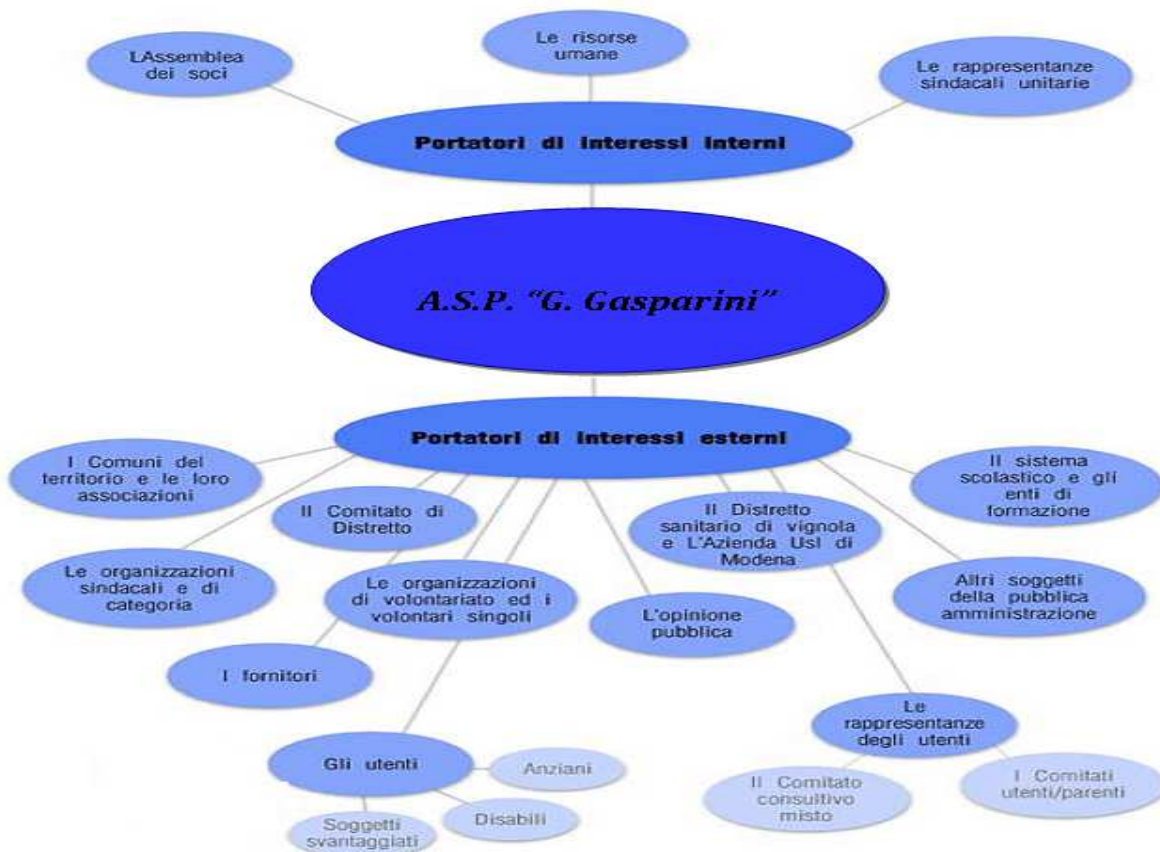 LAssemblea
dei soci
Le risorse
umane
Le rappresentanze
sindacali unitarie
Portatori di interessi interni
A.S.P. “G. Gasparini”
Portatori di interessi esterni
I Comuni del
territorio e le loro
associazioni
Il Comitato di
Distretto
Il Distretto
sanitario di vignola
e L'Azienda Usl di
Modena
Il sistema
scolastico e gli
enti di
formazione
Le organizzazioni
sindacali e di
categoria
Le organizzazioni
di volontariato ed i
volontari singoli
L'opinione
pubblica
Altri soggetti
della pubblica
amministrazione
I fornitori
Le
rappresentanze
degli utenti
Gli utenti
Anziani
Disabili
Soggetti
svantaggiati
Il Comitato
consultivo
misto
I Comitati
utenti/parenti